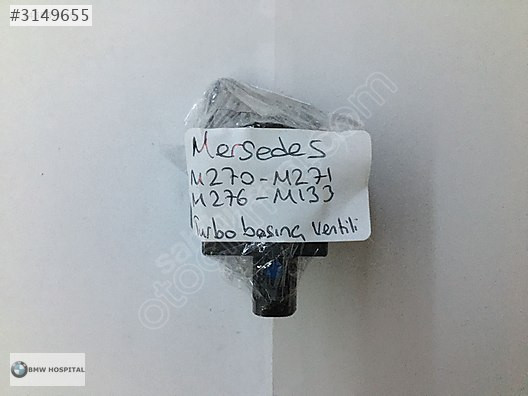 #3149655
Mersedes
M270-M271
M276-M133
Turbo basınç Ventili
BMW HOSPITAL